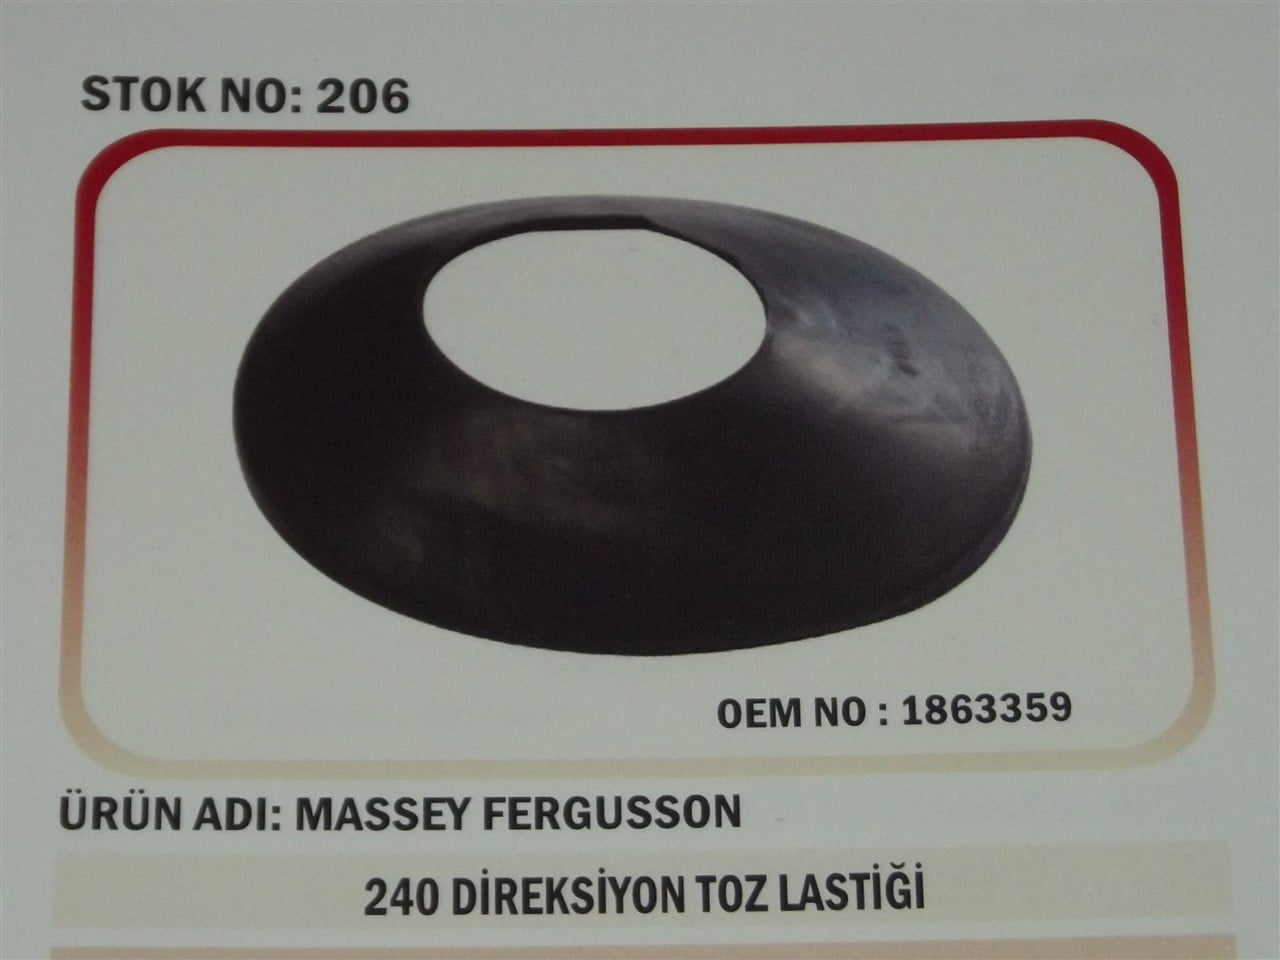 STOK NO: 206
OEM NO : 1863359
ÜRÜN ADI: MASSEY FERGUSSON
240 DİREKSİYON TOZ LASTİĞİ